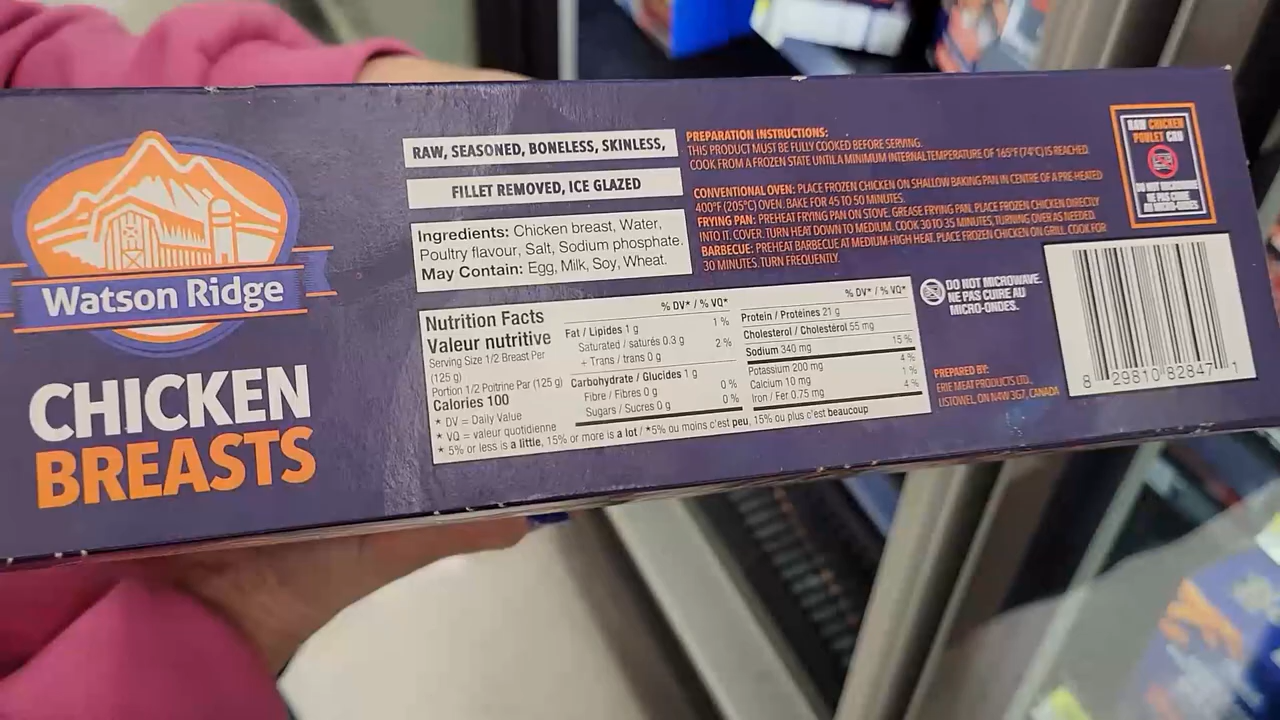 Watson Ridge
CHICKEN
BREASTS
RAW, SEASONED, BONELESS, SKINLESS,
FILLET REMOVED, ICE GLAZED
Ingredients: Chicken breast, Water,
Poultry flavour, Salt, Sodium phosphate.
May Contain: Egg, Milk, Soy, Wheat.
Nutrition Facts
Valeur nutritive
Serving Size 1/2 Breast Per
(125 g)
Portion 1/2 Poitrine Par (125 g)
Calories 100
* DV = Daily Value
* VQ = valeur quotidienne
* 5% or less is a little, 15% or more is a lot / *5% ou moins c'est peu, 15% ou plus c'est beaucoup
% DV* / % VQ*
Fat / Lipides 1 g 1 %
Saturated / saturés 0.3 g 2 %
+ Trans / trans 0 g
Carbohydrate / Glucides 1 g
Fibre / Fibres 0 g 0 %
Sugars / Sucres 0 g 0 %
% DV* / % VQ*
Protein / Protéines 21 g
Cholesterol / Cholestérol 55 mg
Sodium 340 mg 15 %
Potassium 200 mg 4 %
Calcium 10 mg 1 %
Iron / Fer 0.75 mg 4 %
PREPARATION INSTRUCTIONS:
THIS PRODUCT MUST BE FULLY COOKED BEFORE SERVING.
COOK FROM A FROZEN STATE UNTIL A MINIMUM INTERNAL TEMPERATURE OF 165°F (74°C) IS REACHED.
CONVENTIONAL OVEN: PLACE FROZEN CHICKEN ON SHALLOW BAKING PAN IN CENTRE OF A PRE-HEATED
400°F (205°C) OVEN. BAKE FOR 45 TO 50 MINUTES.
FRYING PAN: PREHEAT FRYING PAN ON STOVE. GREASE FRYING PAN. PLACE FROZEN CHICKEN DIRECTLY
INTO IT. COVER. TURN HEAT DOWN TO MEDIUM. COOK 30 TO 35 MINUTES, TURNING OVER AS NEEDED.
BARBECUE: PREHEAT BARBECUE AT MEDIUM-HIGH HEAT. PLACE FROZEN CHICKEN ON GRILL. COOK FOR
30 MINUTES. TURN FREQUENTLY.
DO NOT MICROWAVE.
NE PAS CUIRE AU
MICRO-ONDES.
PREPARED BY:
ERIE MEAT PRODUCTS LTD.,
LISTOWEL, ON N4W 3G7, CANADA
RAW CHICKEN
POULET CRU
DO NOT MICROWAVE
NE PAS CUIRE
AU MICRO-ONDES
8 29810 82847 1